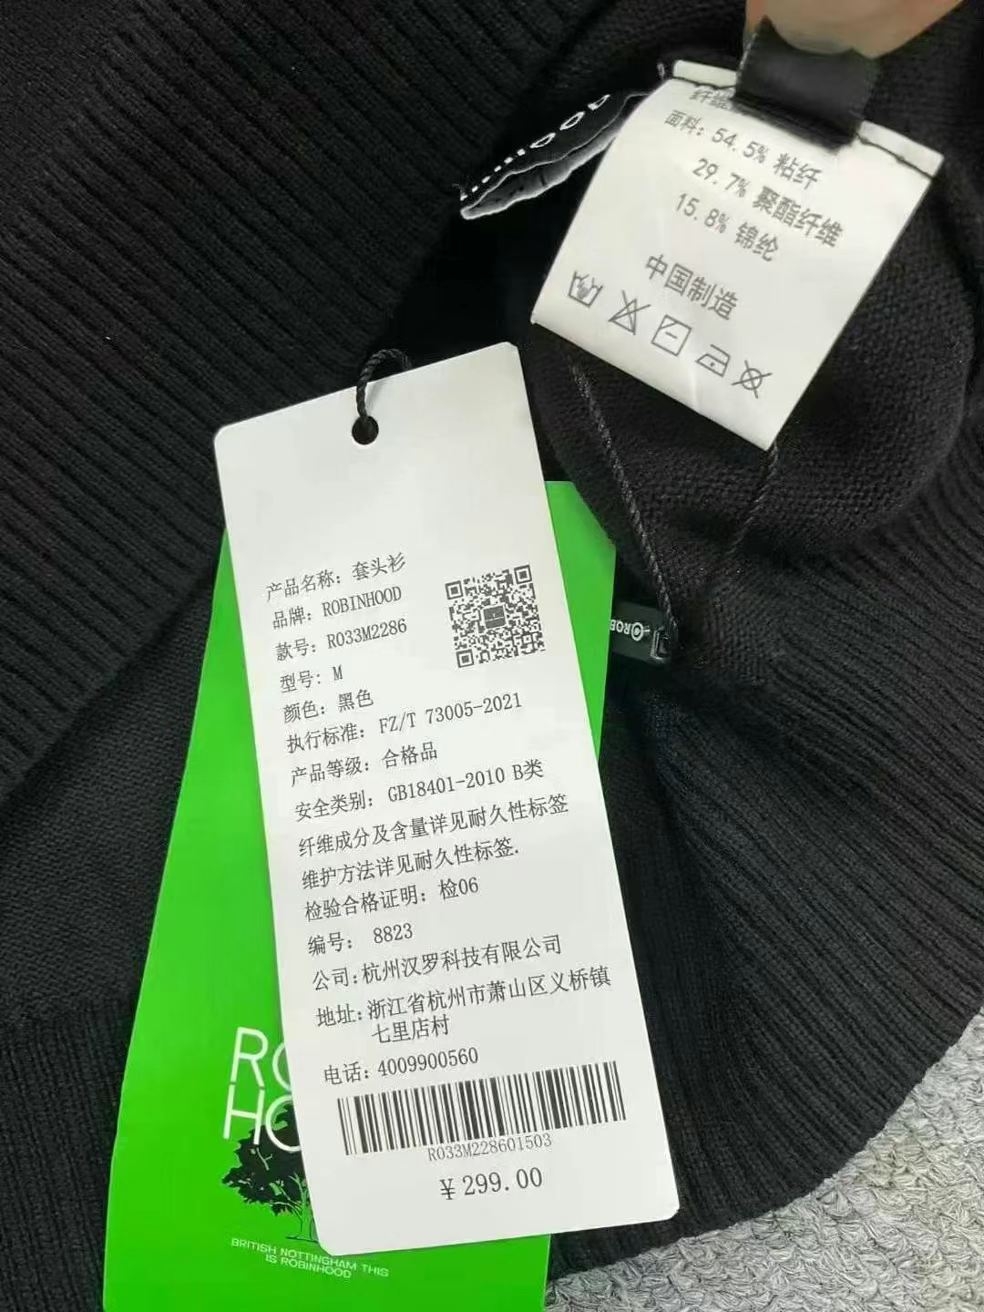 面料: 54.5% 粘纤
29.7% 聚酯纤维
15.8% 锦纶
中国制造
产品名称: 套头衫
品牌: ROBINHOOD
款号: R033M2286
型号: M
颜色: 黑色
执行标准: FZ/T 73005-2021
产品等级: 合格品
安全类别: GB18401-2010 B类
纤维成分及含量详见耐久性标签
维护方法详见耐久性标签.
检验合格证明: 检06
编号: 8823
公司: 杭州汉罗科技有限公司
地址: 浙江省杭州市萧山区义桥镇
七里店村
电话: 4009900560
R033M228601503
¥299.00
BRITISH NOTTINGHAM THIS
IS ROBINHOOD